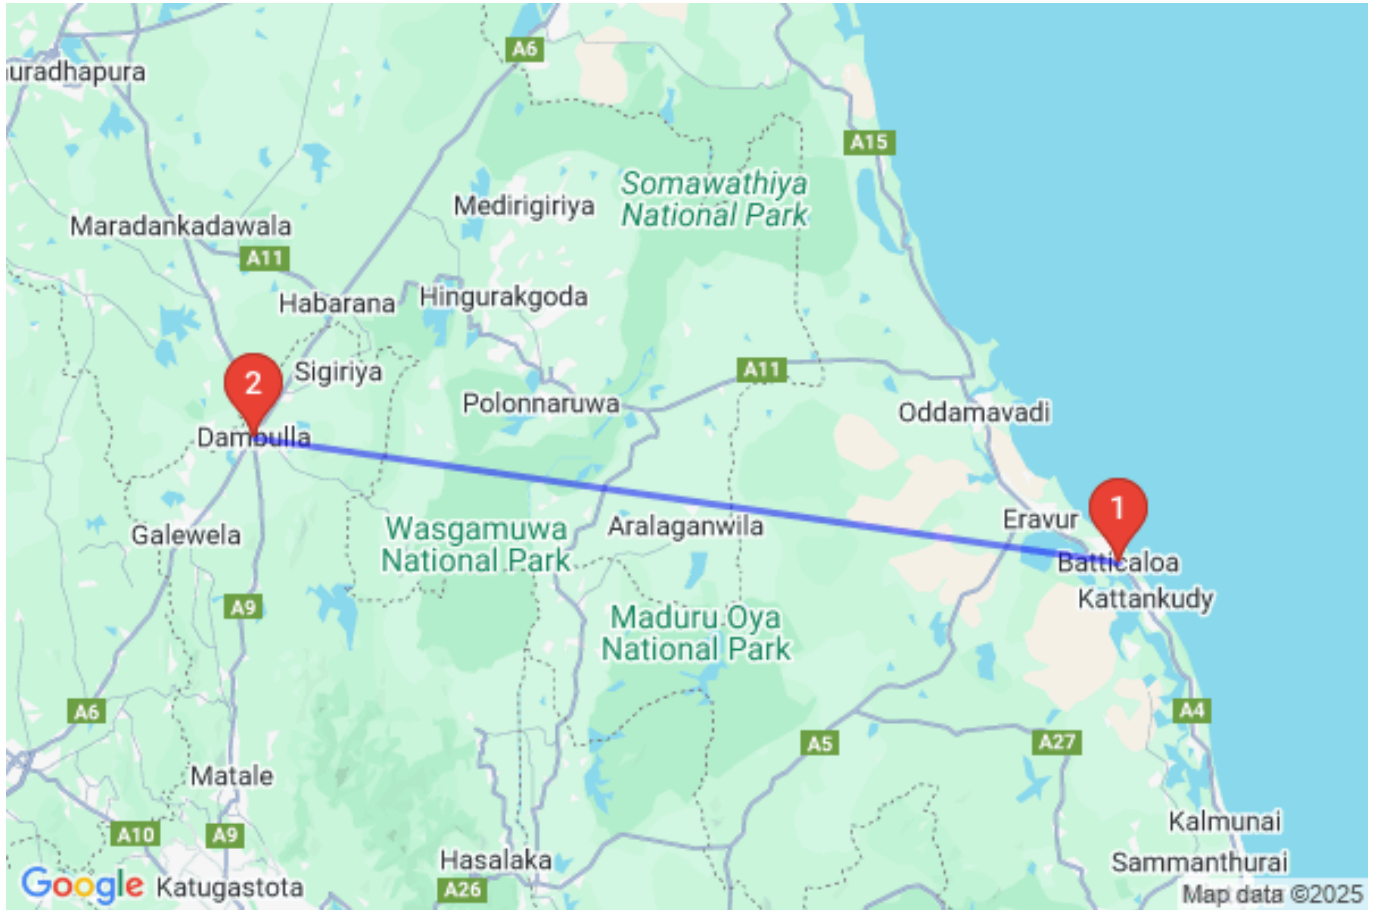 A6
uradhapura
A15
Somawathiya
National Park
Medirigiriya
Maradankadawala
A11
Habarana
Hingurakgoda
Sigiriya
A11
2
Polonnaruwa
Oddamavadi
Dambulla
1
Eravur
Wasgamuwa
National Park
Aralaganwila
Galewela
Batticaloa
Kattankudy
A9
Maduru Oya
National Park
A6
A4
A5
A27
Matale
Kalmunai
A10
A9
Hasalaka
Sammanthurai
Google
Katugastota
A26
Map data ©2025